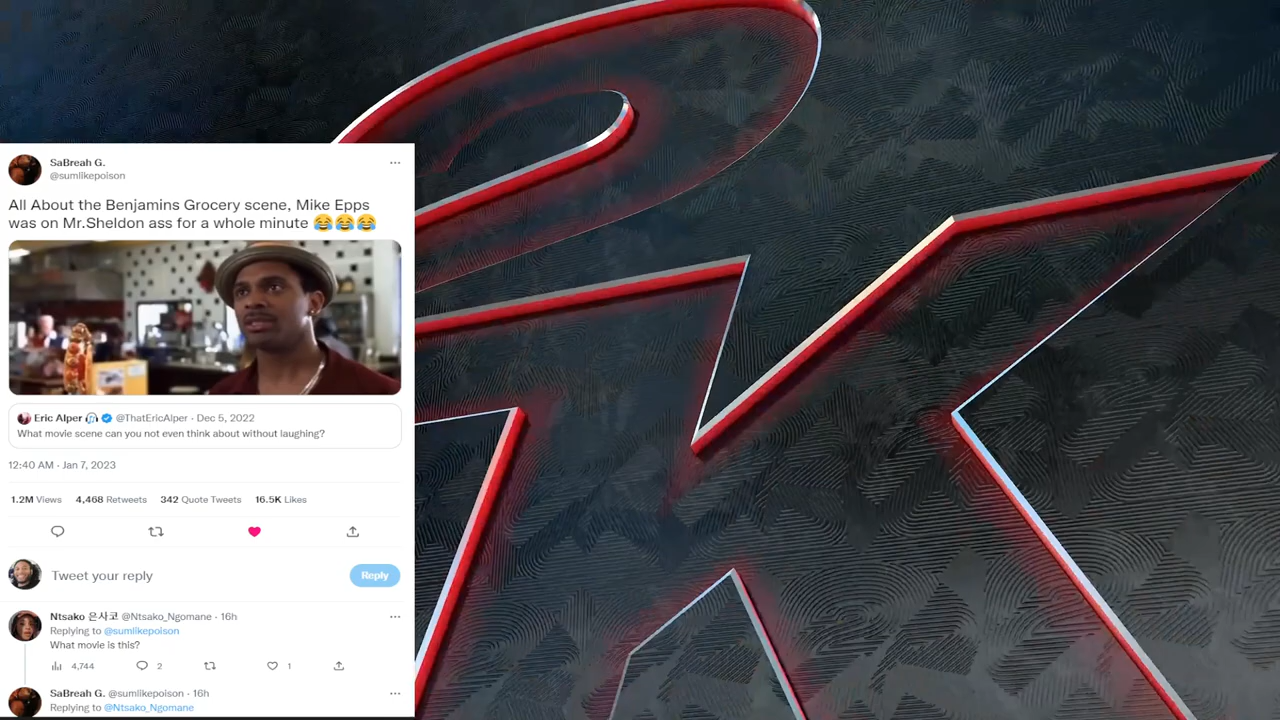 SaBreah G.
@sumlikepoison
All About the Benjamins Grocery scene, Mike Epps
was on Mr.Sheldon ass for a whole minute 😂😂😂
Eric Alper 🎧 @ThatEricAlper · Dec 5, 2022
What movie scene can you not even think about without laughing?
12:40 AM · Jan 7, 2023
1.2M Views 4,468 Retweets 342 Quote Tweets 16.5K Likes
Tweet your reply Reply
Ntsako 은사코 @Ntsako_Ngomane · 16h
Replying to @sumlikepoison
What movie is this?
4,744 2 1
SaBreah G. @sumlikepoison · 16h
Replying to @Ntsako_Ngomane